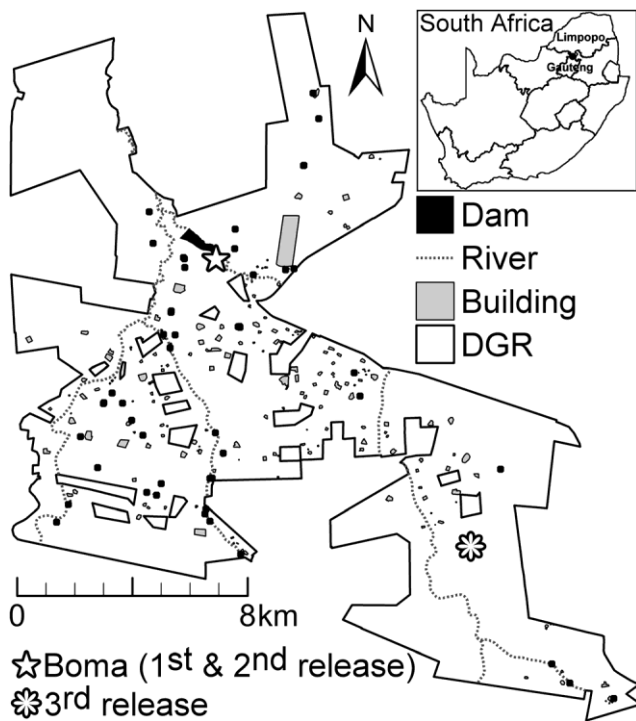 N
South Africa
Limpopo
Gauteng
Dam
River
Building
DGR
0 8km
Boma (1st & 2nd release)
3rd release